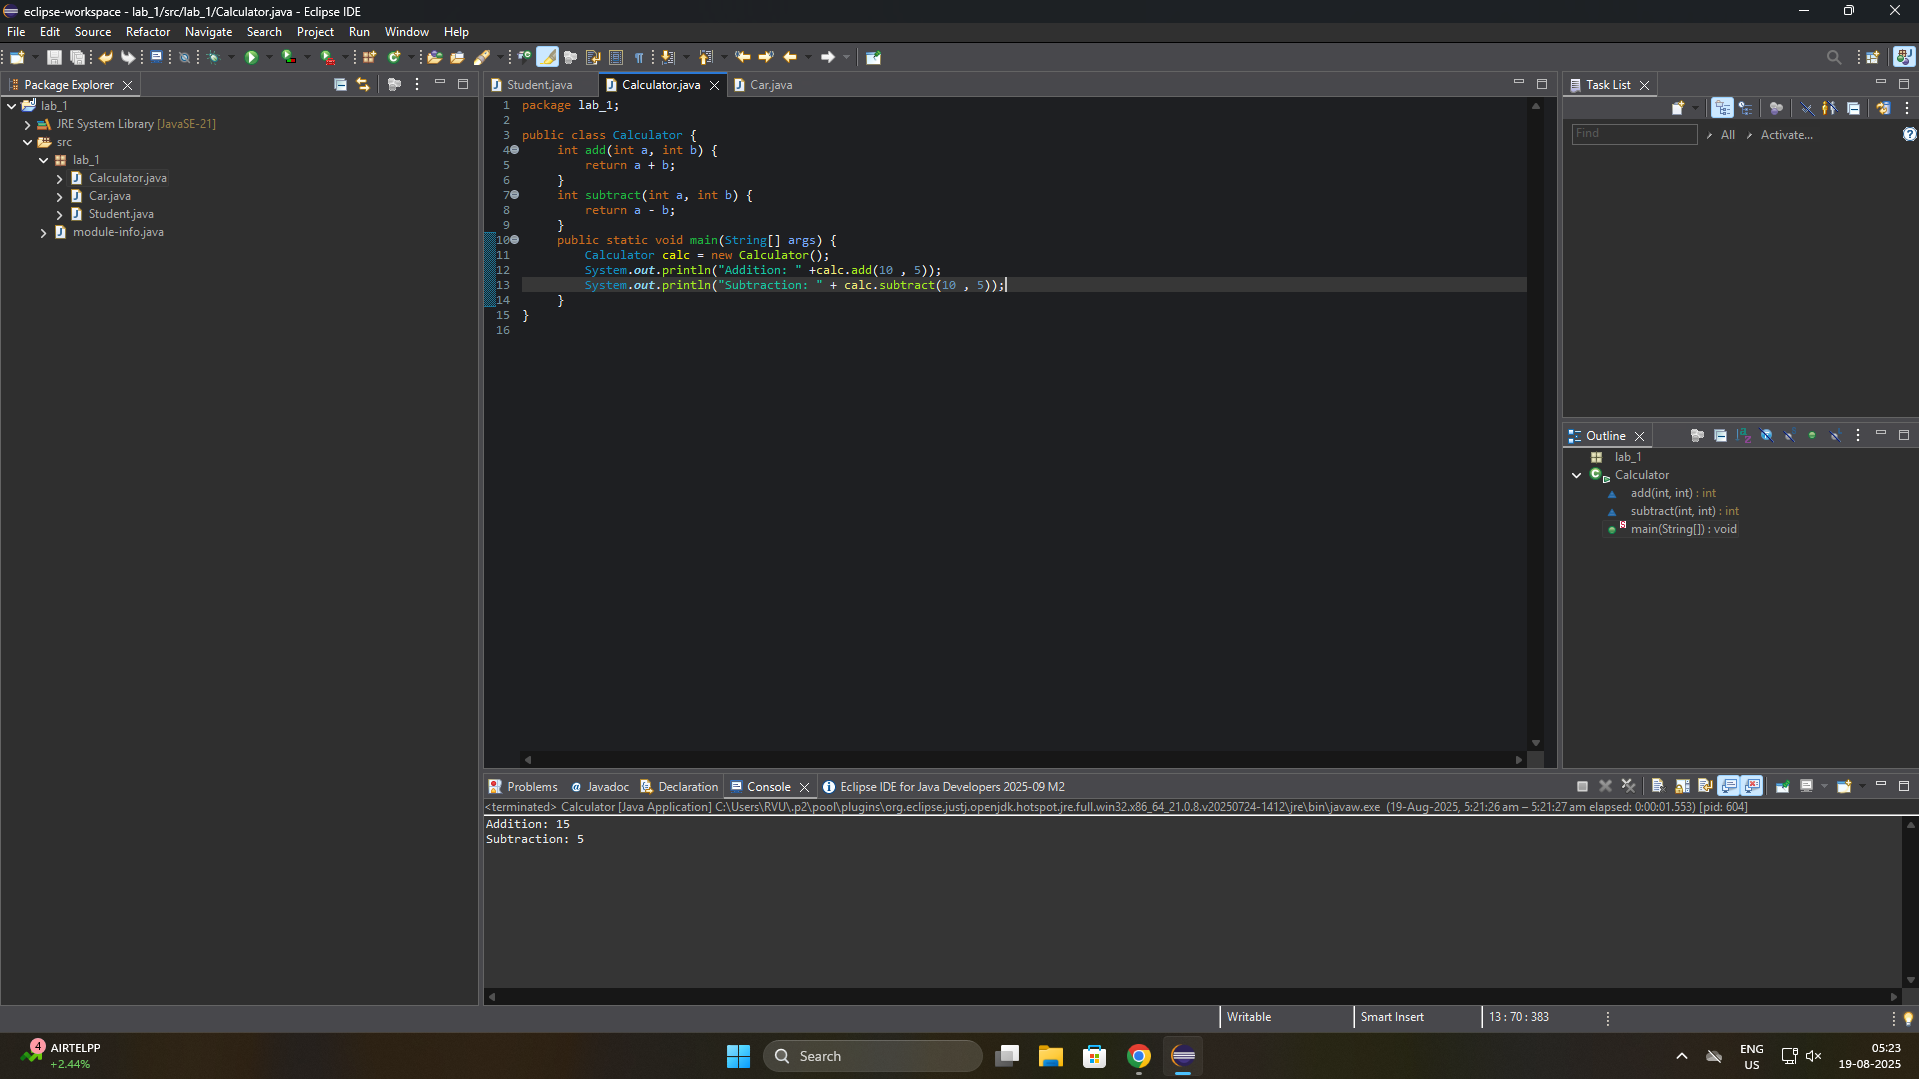 eclipse-workspace - lab_1/src/lab_1/Calculator.java - Eclipse IDE
File Edit Source Refactor Navigate Search Project Run Window Help
Package Explorer
lab_1
JRE System Library [JavaSE-21]
src
lab_1
Calculator.java
Car.java
Student.java
module-info.java
Student.java Calculator.java Car.java
1 package lab_1;
2
3 public class Calculator {
4 int add(int a, int b) {
5 return a + b;
6 }
7 int subtract(int a, int b) {
8 return a - b;
9 }
10 public static void main(String[] args) {
11 Calculator calc = new Calculator();
12 System.out.println("Addition: " +calc.add(10 , 5));
13 System.out.println("Subtraction: " + calc.subtract(10 , 5));
14 }
15 }
16
Task List
Find All Activate...
Outline
lab_1
Calculator
add(int, int) : int
subtract(int, int) : int
main(String[]) : void
Problems Javadoc Declaration Console Eclipse IDE for Java Developers 2025-09 M2
<terminated> Calculator [Java Application] C:\Users\RVU\.p2\pool\plugins\org.eclipse.justj.openjdk.hotspot.jre.full.win32.x86_64_21.0.8.v20250724-1412\jre\bin\javaw.exe (19-Aug-2025, 5:21:26 am – 5:21:27 am elapsed: 0:00:01.553) [pid: 604]
Addition: 15
Subtraction: 5
Writable Smart Insert 13 : 70 : 383
4
AIRTELPP
+2.44%
Search
ENG
US
05:23
19-08-2025